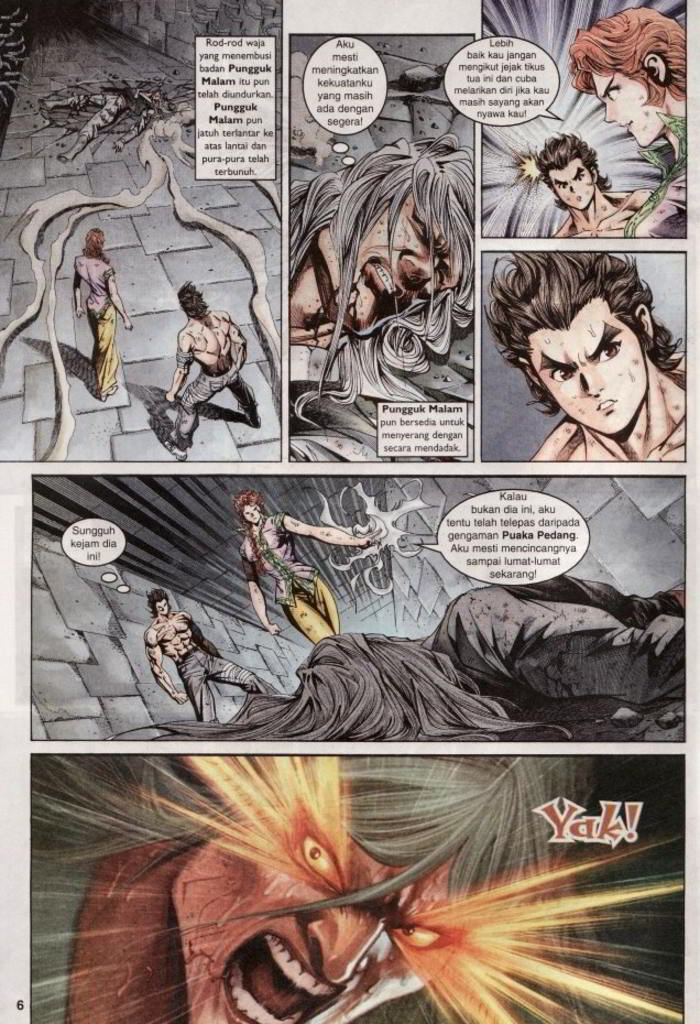 Rod-rod waja
yang menembusi
badan Pungguk
Malam itu pun
telah diundurkan.
Pungguk
Malam pun
jatuh terlantar ke
atas lantai dan
pura-pura telah
terbunuh.
Aku
mesti
meningkatkan
kekuatanku
yang masih
ada dengan
segera!
Pungguk Malam
pun bersedia untuk
menyerang dengan
secara mendadak.
Lebih
baik kau jangan
mengikut jejak tikus
tua ini dan cuba
melarikan diri jika kau
masih sayang akan
nyawa kau!
Sungguh
kejam dia
ini!
Kalau
bukan dia ini, aku
tentu telah telepas daripada
gengaman Puaka Pedang.
Aku mesti mencincangnya
sampai lumat-lumat
sekarang!
Yak!
6